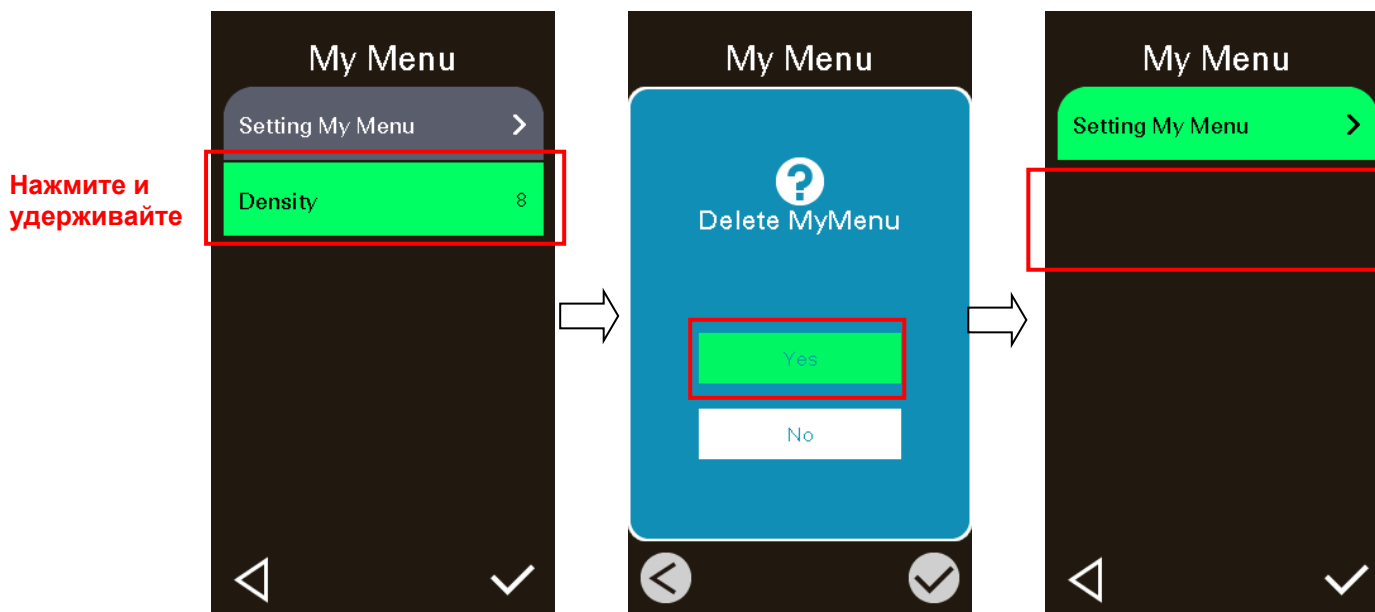 Нажмите и
удерживайте
My Menu
Setting My Menu
Density 8
My Menu
Delete MyMenu
Yes
No
My Menu
Setting My Menu